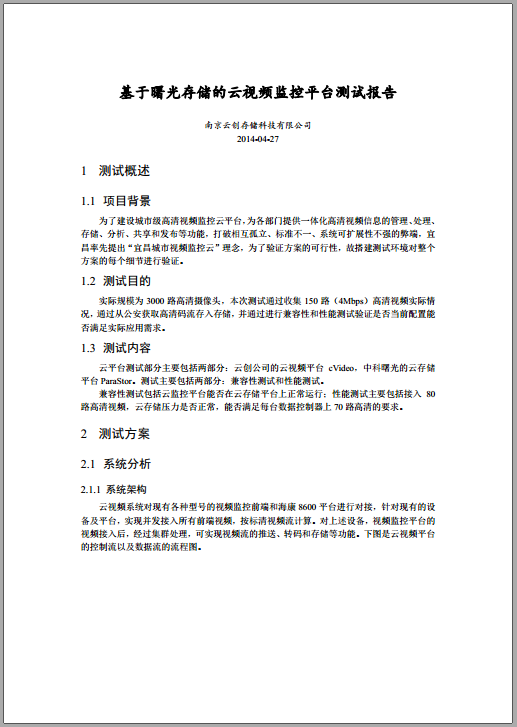 基于曙光存储的云视频监控平台测试报告
南京云创存储科技有限公司
2014-04-27
1 测试概述
1.1 项目背景
为了建设城市级高清视频监控云平台,为各部门提供一体化高清视频信息的管理、处理、
存储、分析、共享和发布等功能，打破相互孤立、标准不一、系统可扩展性不强的弊端，宜
昌率先提出“宜昌城市视频监控云”理念，为了验证方案的可行性，故搭建测试环境对整个
方案的每个细节进行验证。
1.2 测试目的
实际规模为 3000 路高清摄像头，本次测试通过收集 150 路（4Mbps）高清视频实际情
况，通过从公安获取高清码流存入存储，并通过进行兼容性和性能测试验证是否当前配置能
否满足实际应用需求。
1.3 测试内容
云平台测试部分主要包括两部分：云创公司的云视频平台 cVideo，中科曙光的云存储
平台 ParaStor。测试主要包括两部分：兼容性测试和性能测试。
兼容性测试包括云监控平台能否在云存储平台上正常运行；性能测试主要包括接入 80
路高清视频，云存储压力是否正常，能否满足每台数据控制器上 70 路高清的要求。
2 测试方案
2.1 系统分析
2.1.1 系统架构
云视频系统对现有各种型号的视频监控前端和海康 8600 平台进行对接，针对现有的设
备及平台，实现并发接入所有前端视频，按标清视频流计算。对上述设备，视频监控平台的
视频接入后，经过集群处理，可实现视频流的推送、转码和存储等功能。下图是云视频平台
的控制流以及数据流的流程图。